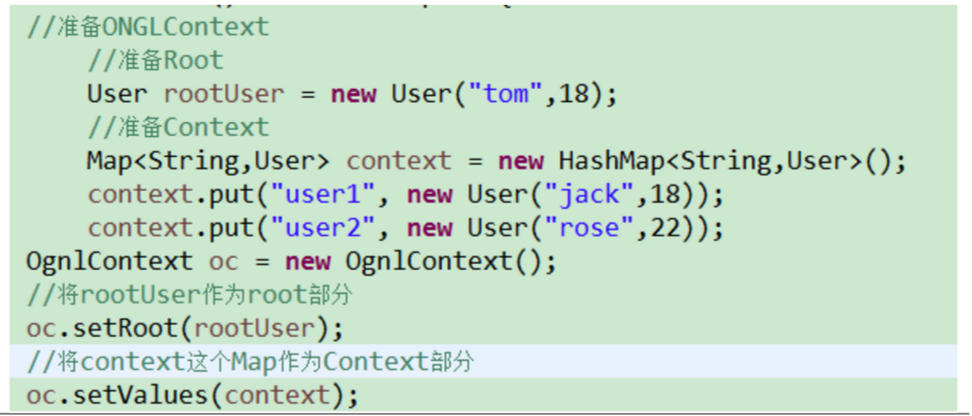 //准备ONGLContext
//准备Root
User rootUser = new User("tom",18);
//准备Context
Map<String,User> context = new HashMap<String,User>();
context.put("user1", new User("jack",18));
context.put("user2", new User("rose",22));
OgnlContext oc = new OgnlContext();
//将rootUser作为root部分
oc.setRoot(rootUser);
//将context这个Map作为Context部分
oc.setValues(context);